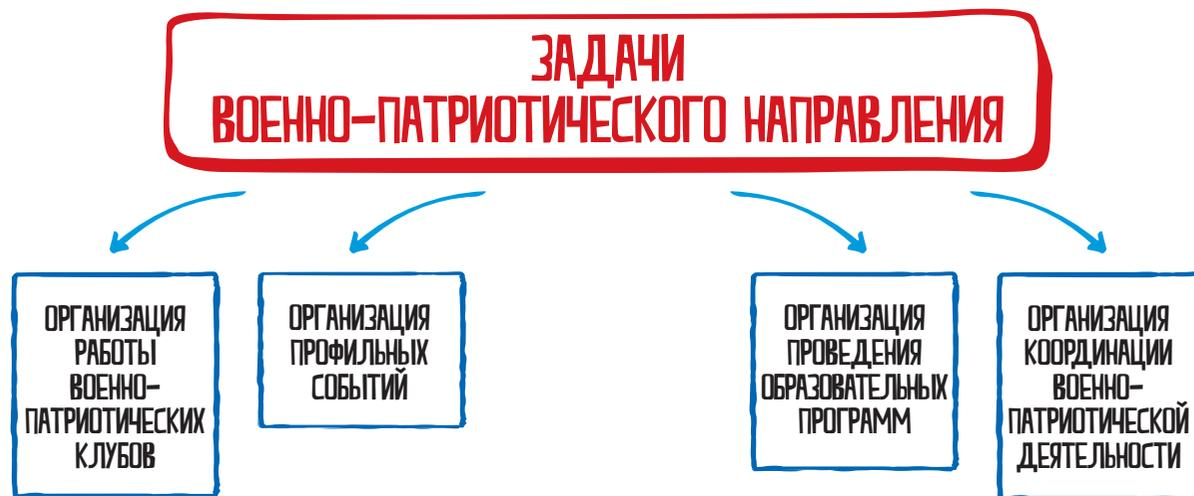 ЗАДАЧИ
ВОЕННО-ПАТРИОТИЧЕСКОГО НАПРАВЛЕНИЯ
ОРГАНИЗАЦИЯ
РАБОТЫ
ВОЕННО-
ПАТРИОТИЧЕСКИХ
КЛУБОВ
ОРГАНИЗАЦИЯ
ПРОФИЛЬНЫХ
СОБЫТИЙ
ОРГАНИЗАЦИЯ
ПРОВЕДЕНИЯ
ОБРАЗОВАТЕЛЬНЫХ
ПРОГРАММ
ОРГАНИЗАЦИЯ
КООРДИНАЦИИ
ВОЕННО-
ПАТРИОТИЧЕСКОЙ
ДЕЯТЕЛЬНОСТИ